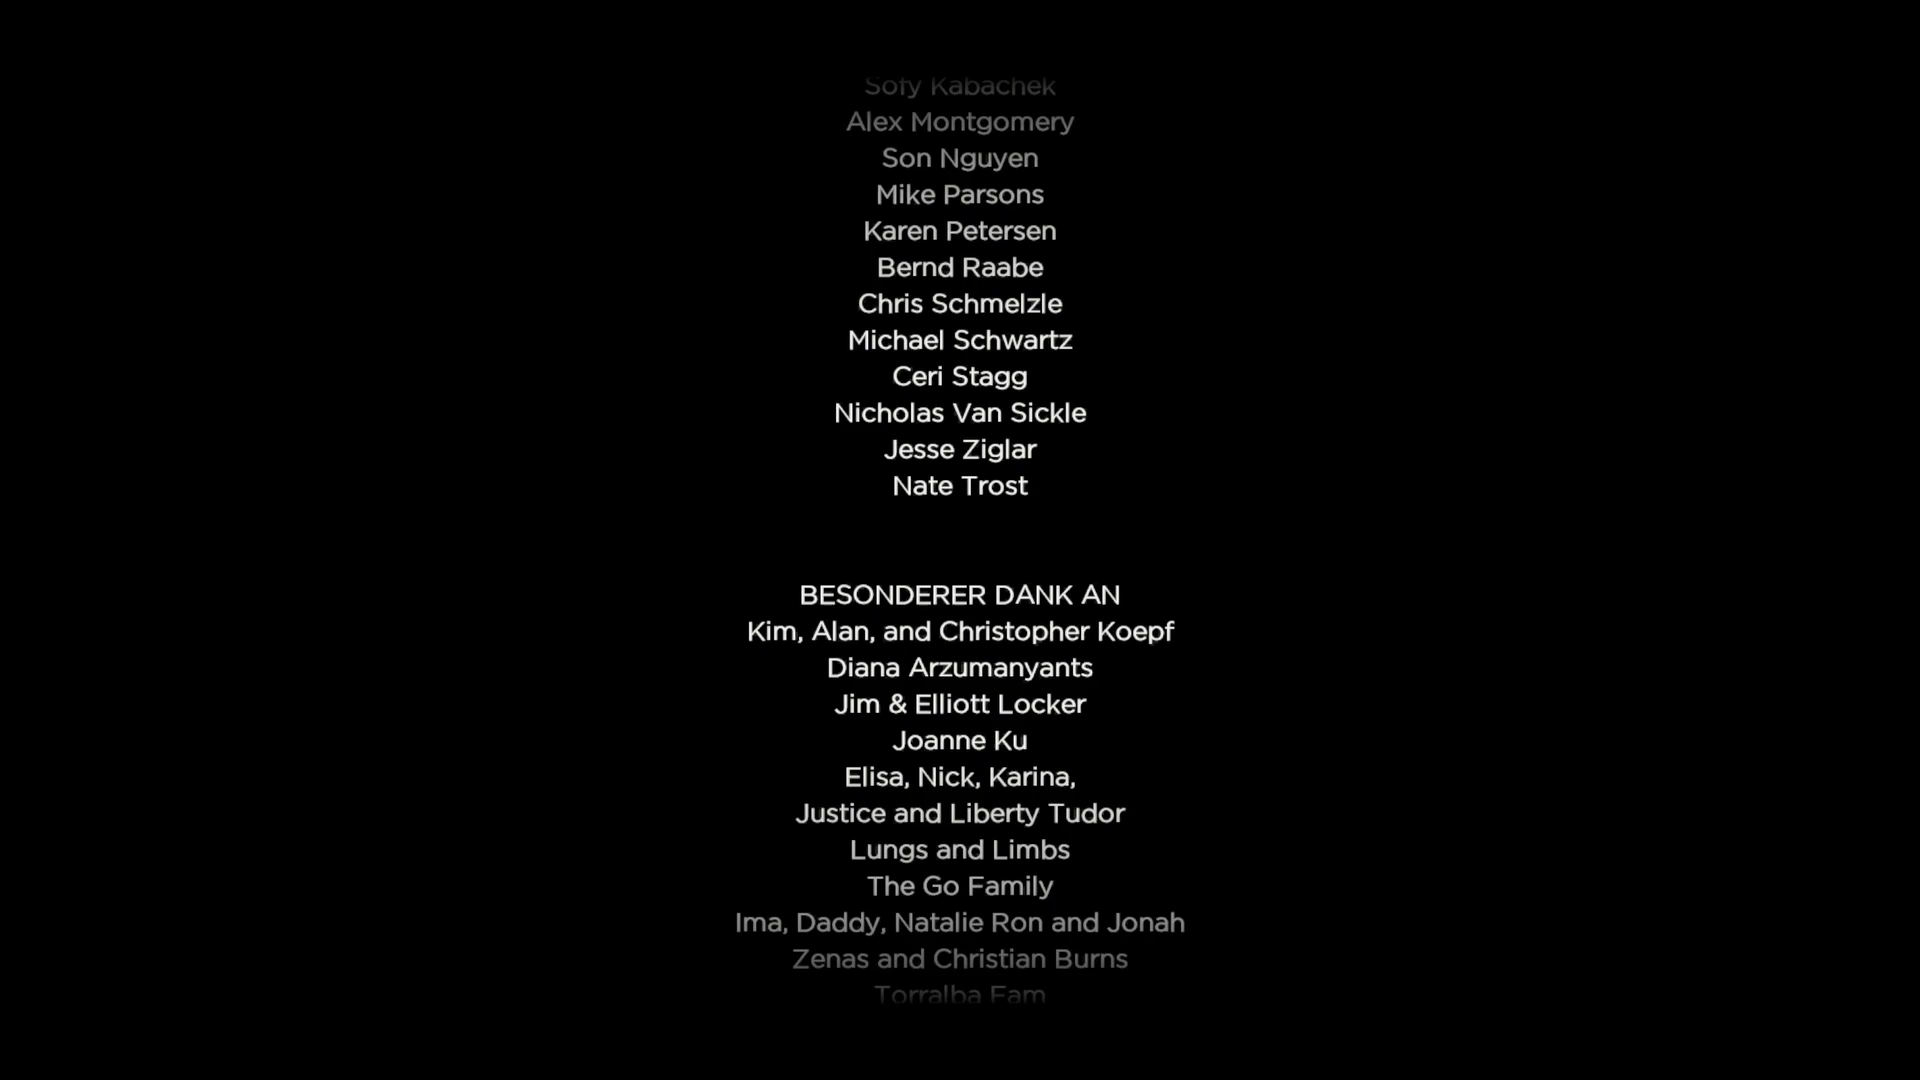 Sofy Kabachek
Alex Montgomery
Son Nguyen
Mike Parsons
Karen Petersen
Bernd Raabe
Chris Schmelzle
Michael Schwartz
Ceri Stagg
Nicholas Van Sickle
Jesse Ziglar
Nate Trost
BESONDERER DANK AN
Kim, Alan, and Christopher Koepf
Diana Arzumanyants
Jim & Elliott Locker
Joanne Ku
Elisa, Nick, Karina,
Justice and Liberty Tudor
Lungs and Limbs
The Go Family
Ima, Daddy, Natalie Ron and Jonah
Zenas and Christian Burns
Torralba Fam